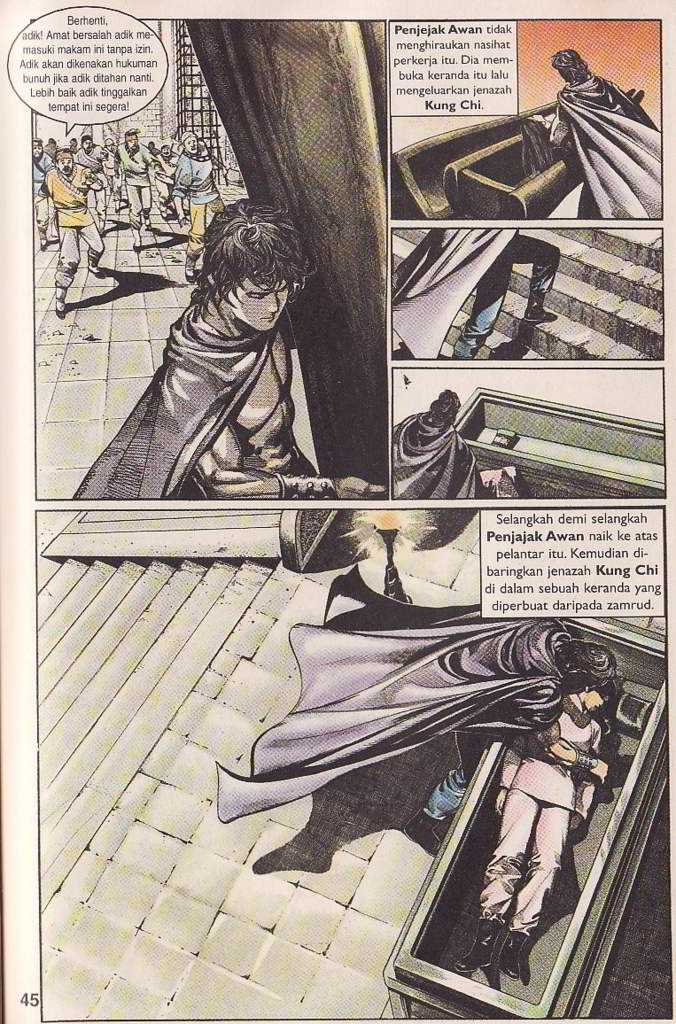 Berhenti,
adik! Amat bersalah adik me-
masuki makam ini tanpa izin.
Adik akan dikenakan hukuman
bunuh jika adik ditahan nanti.
Lebih baik adik tinggalkan
tempat ini segera!
Penjejak Awan tidak
menghiraukan nasihat
perkerja itu. Dia mem-
buka keranda itu lalu
mengeluarkan jenazah
Kung Chi.
Selangkah demi selangkah
Penjajak Awan naik ke atas
pelantar itu. Kemudian di-
baringkan jenazah Kung Chi
di dalam sebuah keranda yang
diperbuat daripada zamrud.
45